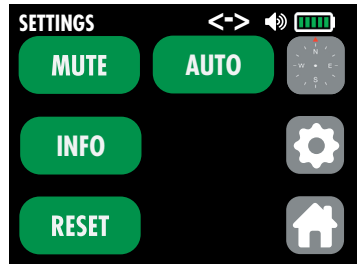 SETTINGS <->
MUTE AUTO
N
W E
S
INFO
RESET